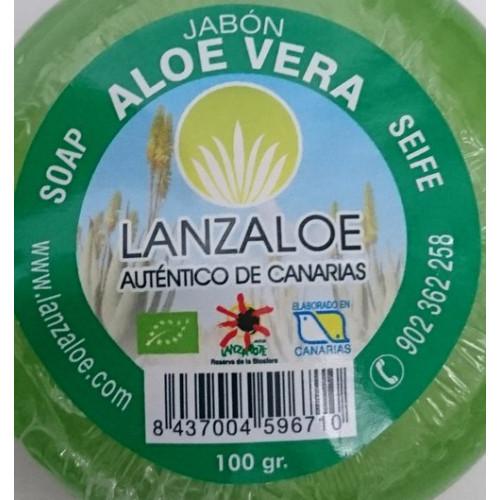 JABÓN
ALOE VERA
SOAP
SEIFE
LANZALOE
AUTÉNTICO DE CANARIAS
www.lanzaloe.com
902 362 258
LANZAROTE
Reserva de la Biosfera
ELABORADO EN
CANARIAS
8 437004 596710
100 gr.